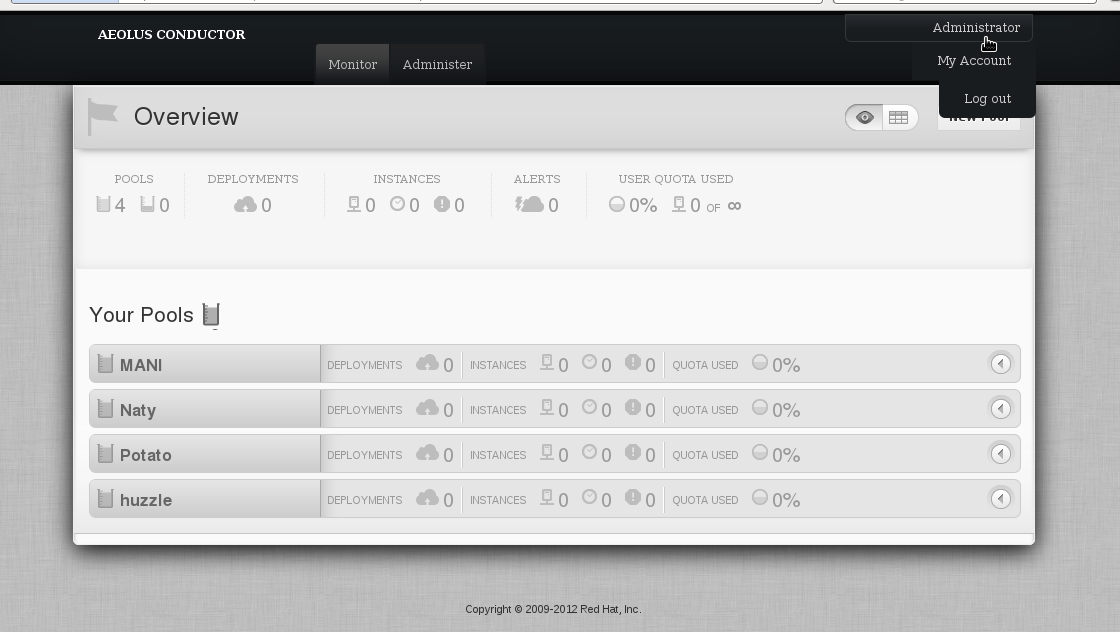 AEOLUS CONDUCTOR
Administrator
Monitor Administer
My Account
Log out
Overview
New Pool
POOLS DEPLOYMENTS INSTANCES ALERTS USER QUOTA USED
4 0 0 0 0 0 0 0% 0 OF ∞
Your Pools
MANI DEPLOYMENTS 0 INSTANCES 0 0 0 QUOTA USED 0%
Naty DEPLOYMENTS 0 INSTANCES 0 0 0 QUOTA USED 0%
Potato DEPLOYMENTS 0 INSTANCES 0 0 0 QUOTA USED 0%
huzzle DEPLOYMENTS 0 INSTANCES 0 0 0 QUOTA USED 0%
Copyright © 2009-2012 Red Hat, Inc.